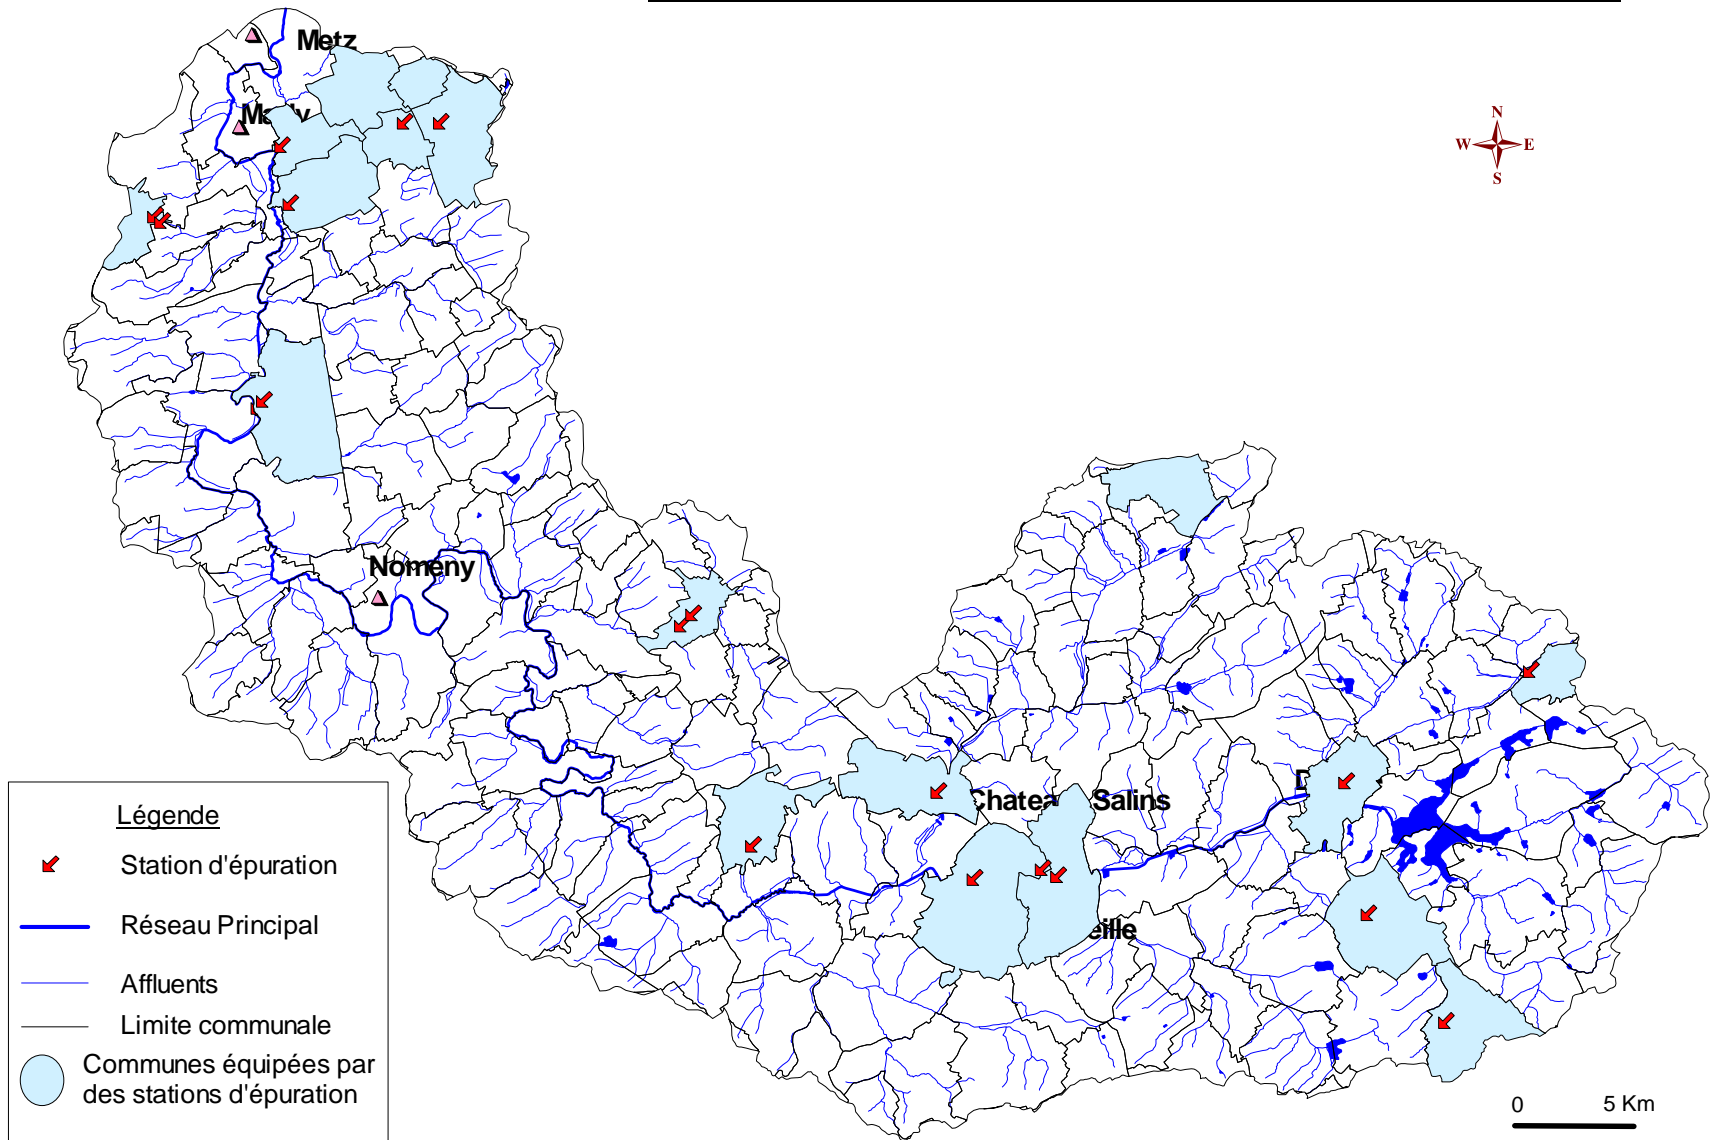 Metz
N
W
E
S
Nomeny
Salins
Légende
Station d'épuration
Réseau Principal
Affluents
Limite communale
Communes équipées par
des stations d'épuration
0
5 Km